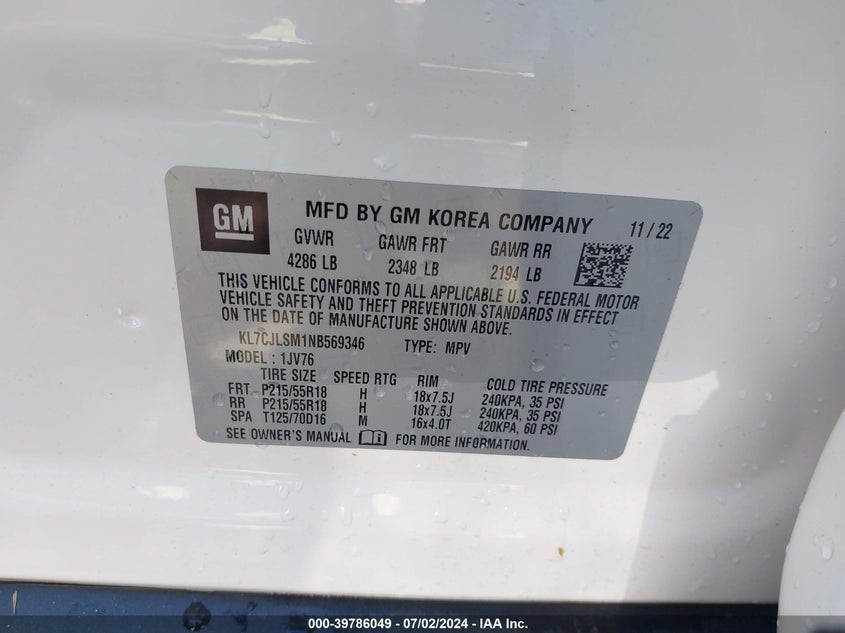 GM
MFD BY GM KOREA COMPANY 11 / 22
GVWR GAWR FRT GAWR RR
4286 LB 2348 LB 2194 LB
THIS VEHICLE CONFORMS TO ALL APPLICABLE U.S. FEDERAL MOTOR
VEHICLE SAFETY AND THEFT PREVENTION STANDARDS IN EFFECT
ON THE DATE OF MANUFACTURE SHOWN ABOVE.
KL7CJLSM1NB569346 TYPE: MPV
MODEL: 1JV76
TIRE SIZE SPEED RTG RIM COLD TIRE PRESSURE
FRT P215/55R18 H 18x7.5J 240KPA, 35 PSI
RR P215/55R18 H 18x7.5J 240KPA, 35 PSI
SPA T125/70D16 M 16x4.0T 420KPA, 60 PSI
SEE OWNER'S MANUAL FOR MORE INFORMATION.
000-39786049 - 07/02/2024 - IAA Inc.